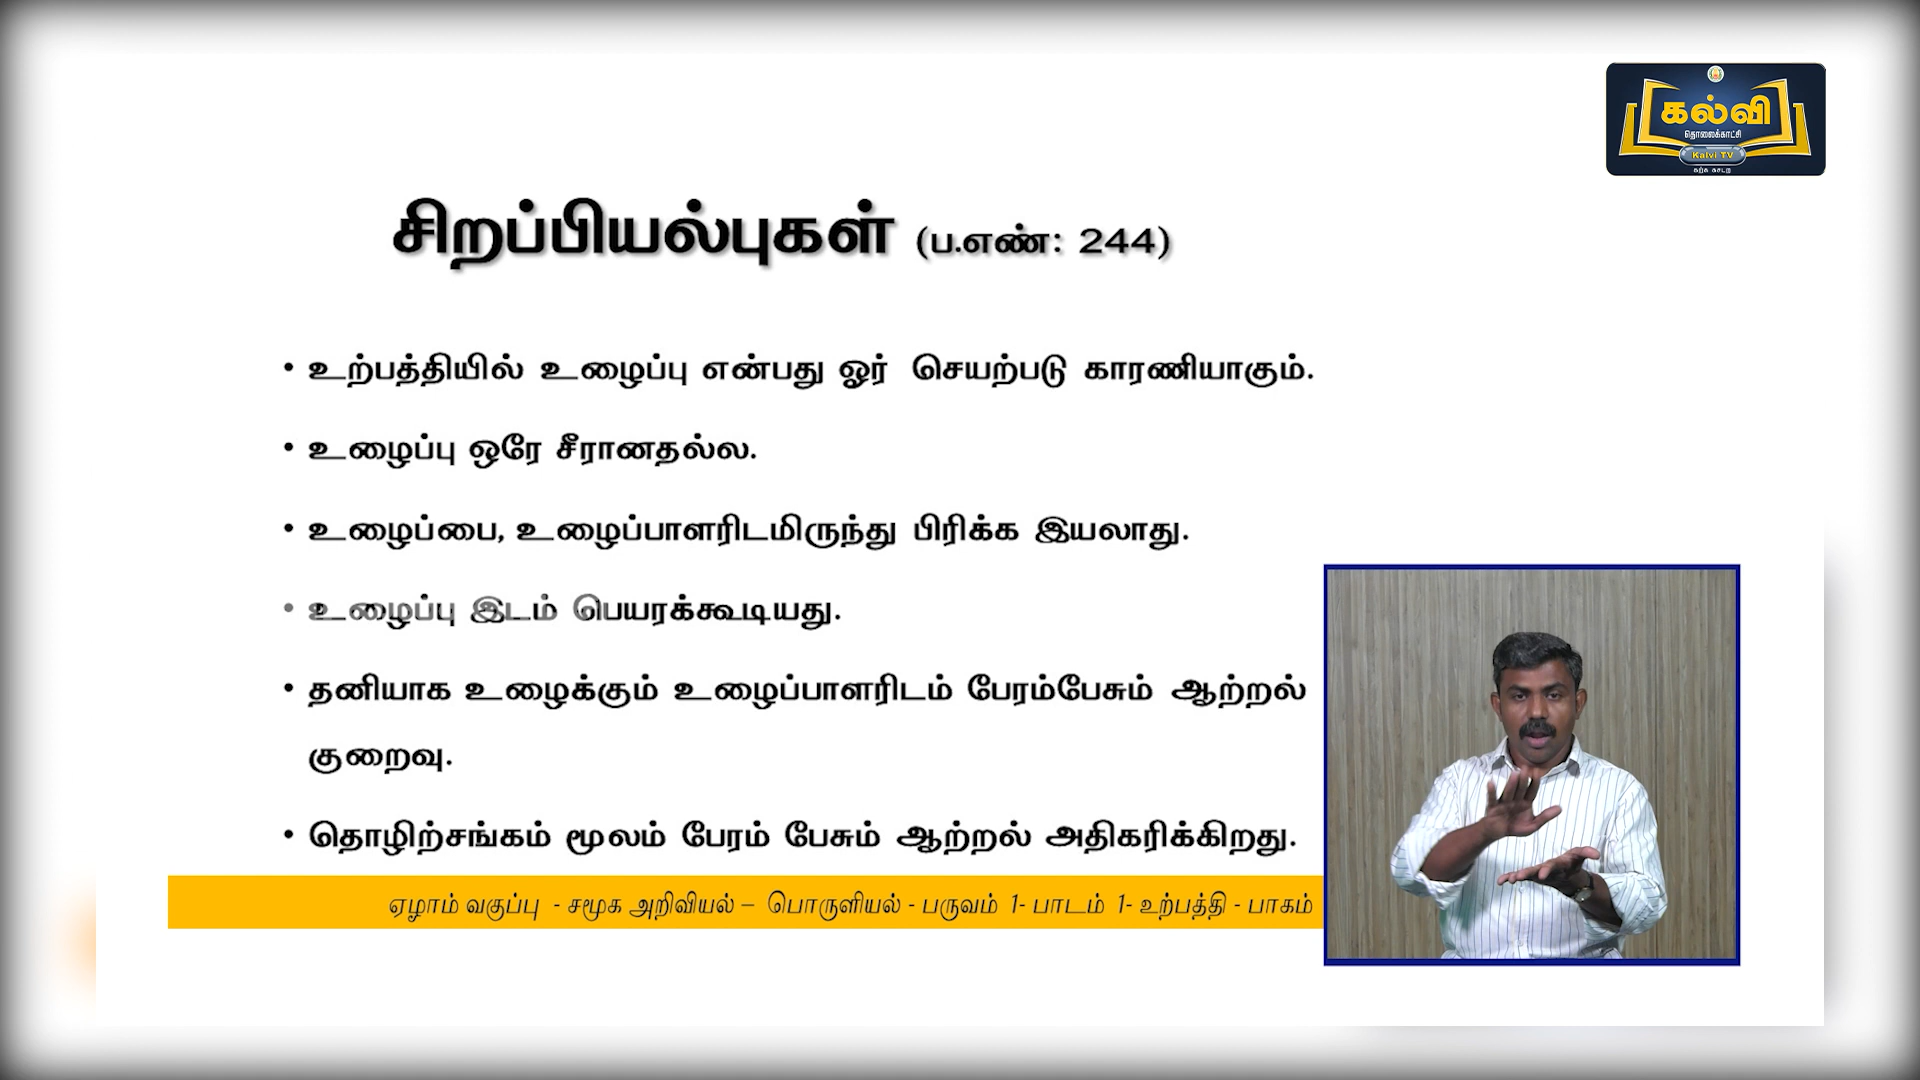 கல்வி
தொலைக்காட்சி
Kalvi TV
கற்க கசடற
சிறப்பியல்புகள் (ப.எண்: 244)
• உற்பத்தியில் உழைப்பு என்பது ஓர் செயற்படு காரணியாகும்.
• உழைப்பு ஒரே சீரானதல்ல.
• உழைப்பை, உழைப்பாளரிடமிருந்து பிரிக்க இயலாது.
• உழைப்பு இடம் பெயரக்கூடியது.
• தனியாக உழைக்கும் உழைப்பாளரிடம் பேரம்பேசும் ஆற்றல்
குறைவு.
• தொழிற்சங்கம் மூலம் பேரம் பேசும் ஆற்றல் அதிகரிக்கிறது.
ஏழாம் வகுப்பு - சமூக அறிவியல் – பொருளியல் - பருவம் 1- பாடம் 1- உற்பத்தி - பாகம்